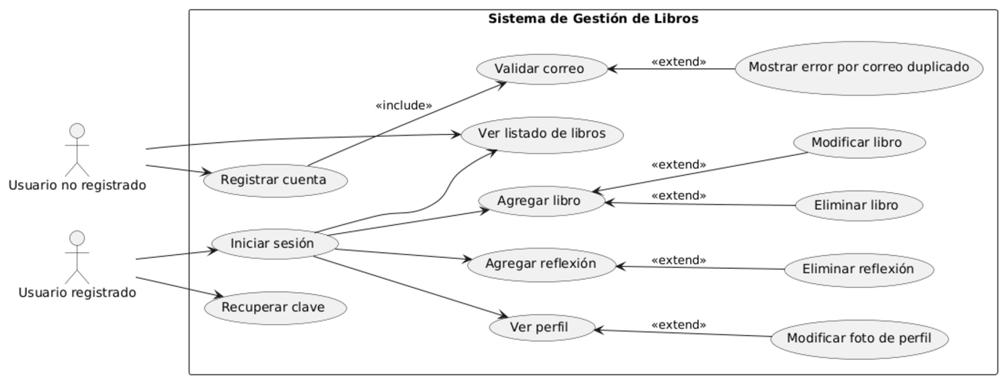 Sistema de Gestión de Libros
Validar correo
«extend»
Mostrar error por correo duplicado
«include»
Ver listado de libros
Modificar libro
Usuario no registrado
Registrar cuenta
«extend»
Agregar libro
«extend»
Eliminar libro
Iniciar sesión
Agregar reflexión
«extend»
Eliminar reflexión
Usuario registrado
Recuperar clave
Ver perfil
«extend»
Modificar foto de perfil